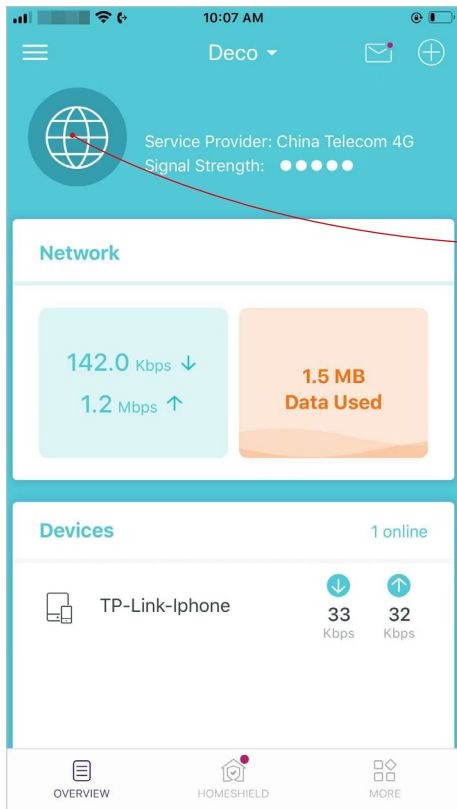 10:07 AM
Deco
Service Provider: China Telecom 4G
Signal Strength:
Network
142.0 Kbps ↓
1.2 Mbps ↑
1.5 MB
Data Used
Devices
1 online
TP-Link-Iphone
33
32
Kbps
Kbps
OVERVIEW
HOMESHIELD
MORE